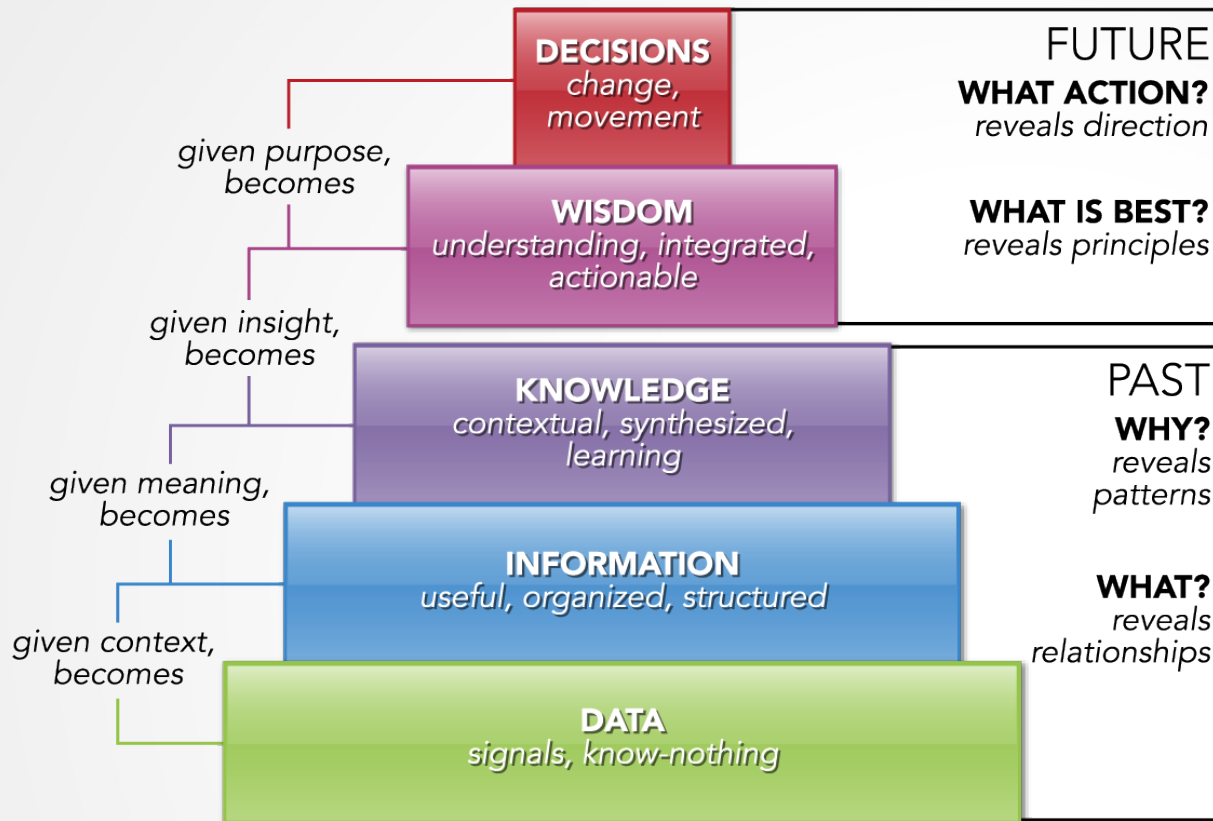 DECISIONS
change,
movement
given purpose,
becomes
WISDOM
understanding, integrated,
actionable
given insight,
becomes
KNOWLEDGE
contextual, synthesized,
learning
given meaning,
becomes
INFORMATION
useful, organized, structured
given context,
becomes
DATA
signals, know-nothing
FUTURE
WHAT ACTION?
reveals direction
WHAT IS BEST?
reveals principles
PAST
WHY?
reveals
patterns
WHAT?
reveals
relationships